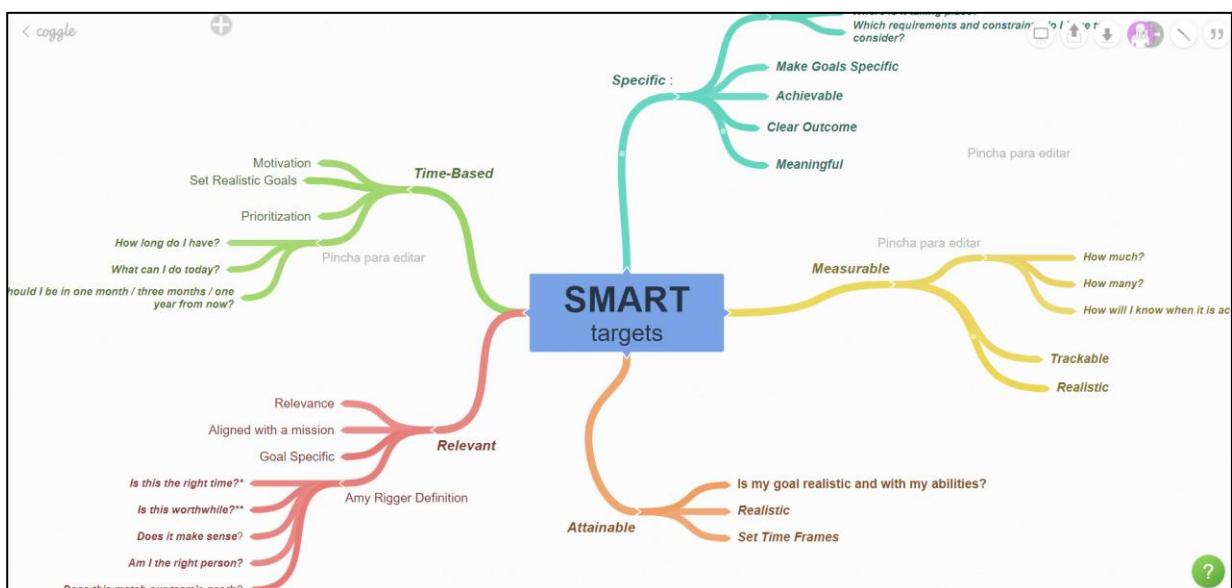 coggle
Which requirements and constraint
consider?
Specific :
Make Goals Specific
Achievable
Clear Outcome
Meaningful
Pincha para editar
Time-Based
Motivation
Set Realistic Goals
Prioritization
How long do I have?
What can I do today?
hould I be in one month / three months / one
year from now?
Pincha para editar
SMART
targets
Pincha para editar
Measurable
How much?
How many?
How will I know when it is ac
Trackable
Realistic
Relevant
Relevance
Aligned with a mission
Goal Specific
Amy Rigger Definition
Is this the right time?*
Is this worthwhile?**
Does it make sense?
Am I the right person?
Attainable
Is my goal realistic and with my abilities?
Realistic
Set Time Frames
?